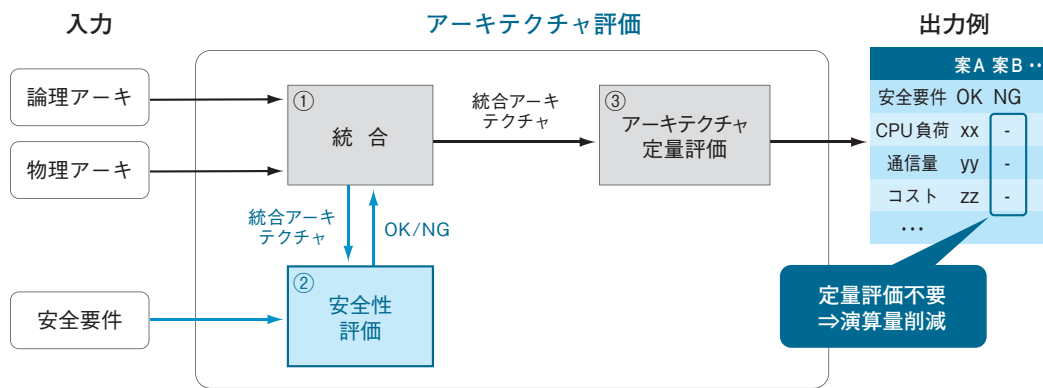 入力
アーキテクチャ評価
出力例
論理アーキ
物理アーキ
安全要件
①
統 合
統合アーキ
テクチャ
③
アーキテクチャ
定量評価
統合アーキ
テクチャ
OK/NG
②
安全性
評価
案A 案B ‥
安全要件 OK NG
CPU負荷 xx -
通信量 yy -
コスト zz -
…
定量評価不要
⇒演算量削減